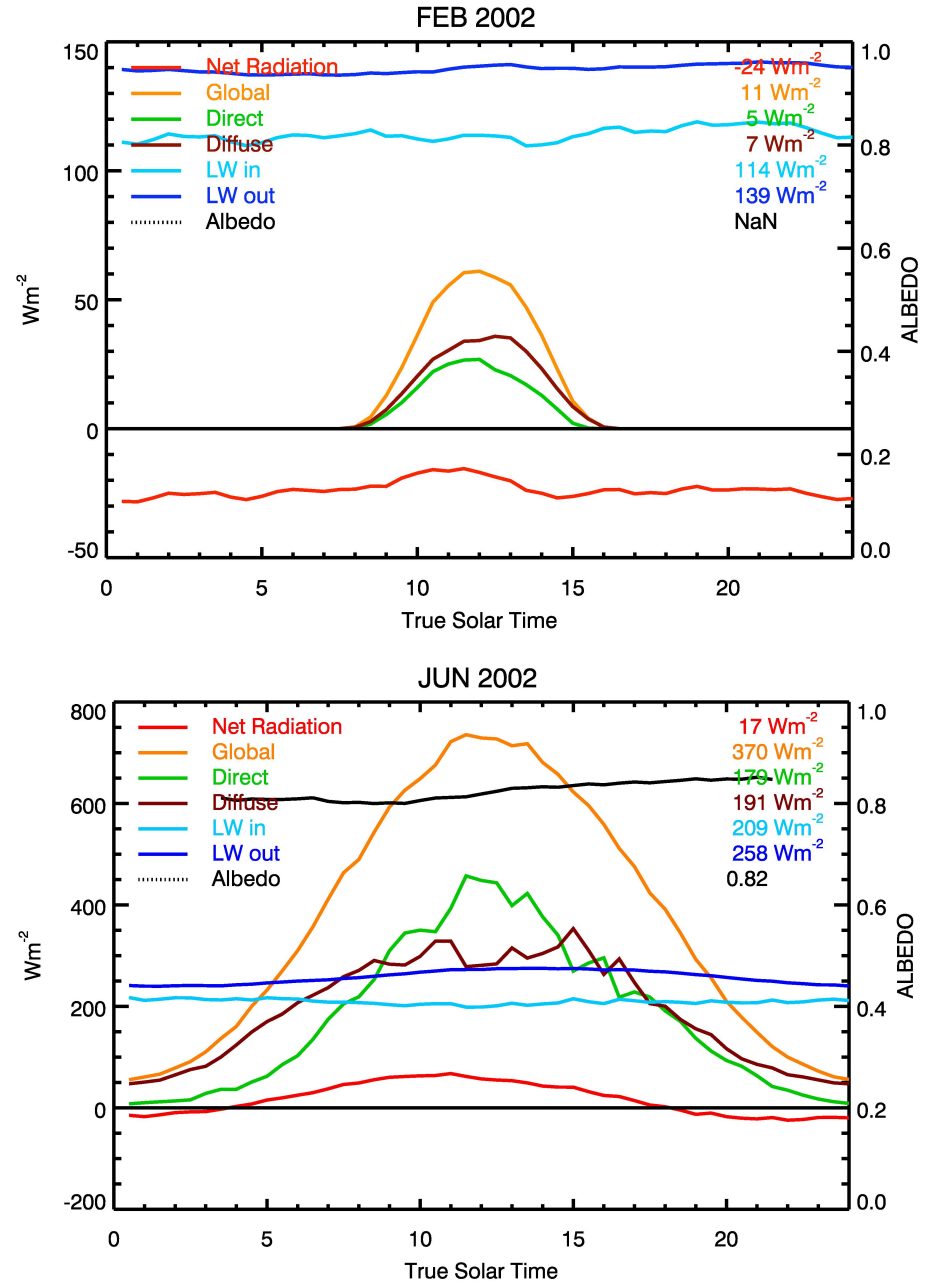 FEB 2002
150
100
50
0
-50
Wm-2
Net Radiation -24 Wm-2
Global 11 Wm-2
Direct 5 Wm-2
Diffuse 7 Wm-2
LW in 114 Wm-2
LW out 139 Wm-2
Albedo NaN
1.0
0.8
0.6
0.4
0.2
0.0
ALBEDO
0 5 10 15 20
True Solar Time
JUN 2002
800
600
400
200
0
-200
Wm-2
Net Radiation 17 Wm-2
Global 370 Wm-2
Direct 179 Wm-2
Diffuse 191 Wm-2
LW in 209 Wm-2
LW out 258 Wm-2
Albedo 0.82
1.0
0.8
0.6
0.4
0.2
0.0
ALBEDO
0 5 10 15 20
True Solar Time